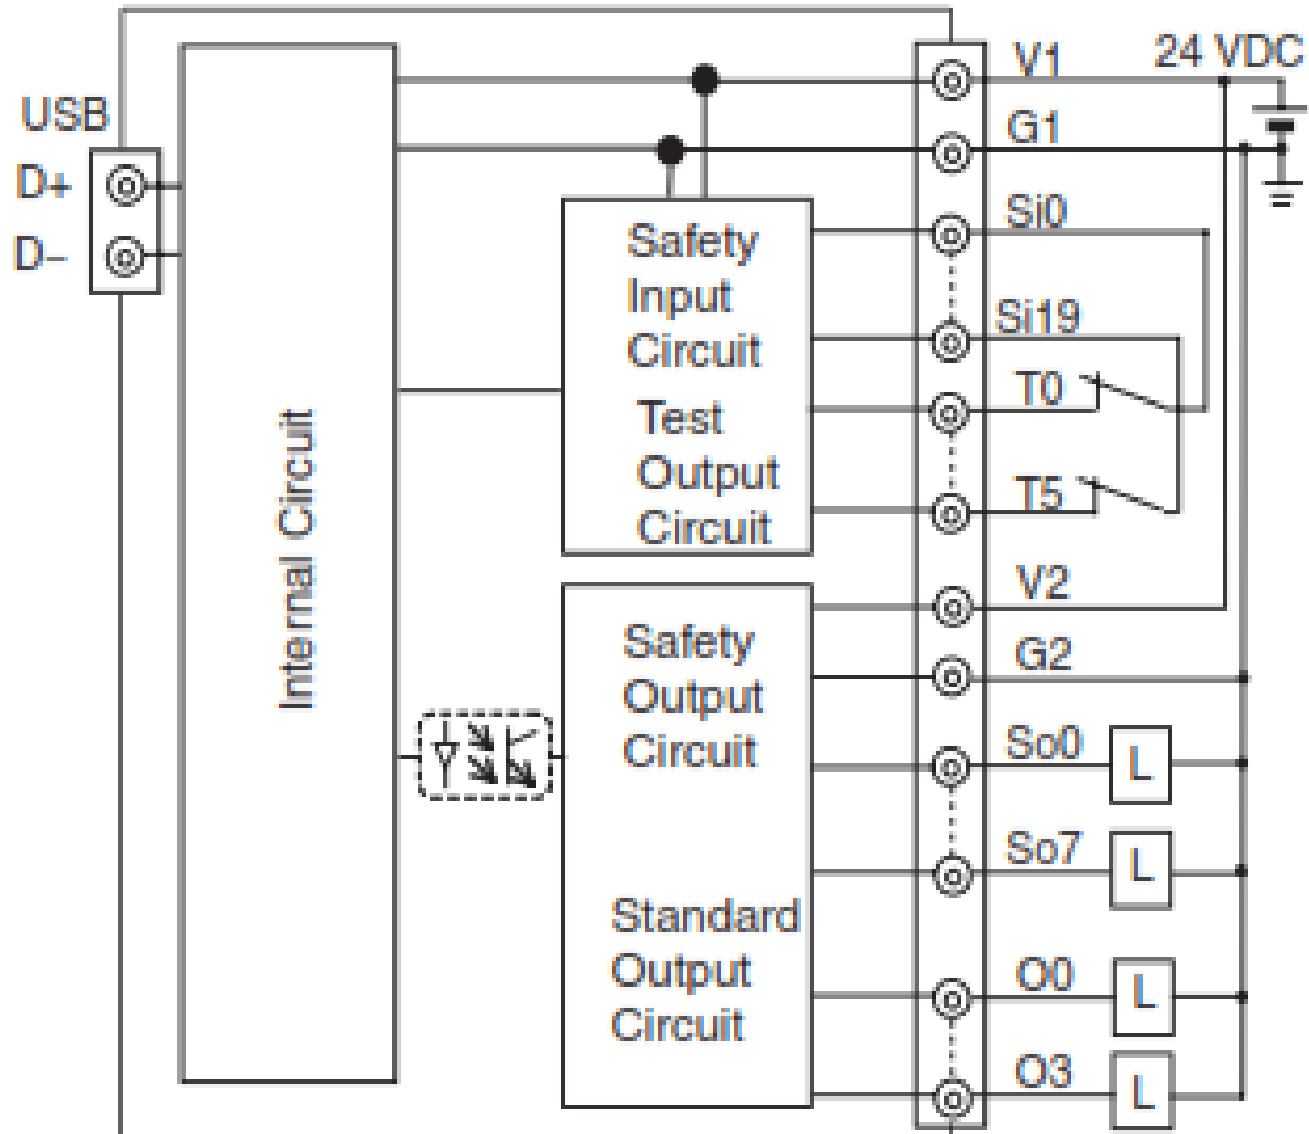 V1
24 VDC
USB
G1
D+
D−
Si0
Safety
Input
Circuit
Si19
T0
Test
Output
Circuit
T5
Internal Circuit
V2
G2
Safety
Output
Circuit
So0
L
So7
L
Standard
Output
Circuit
O0
L
O3
L